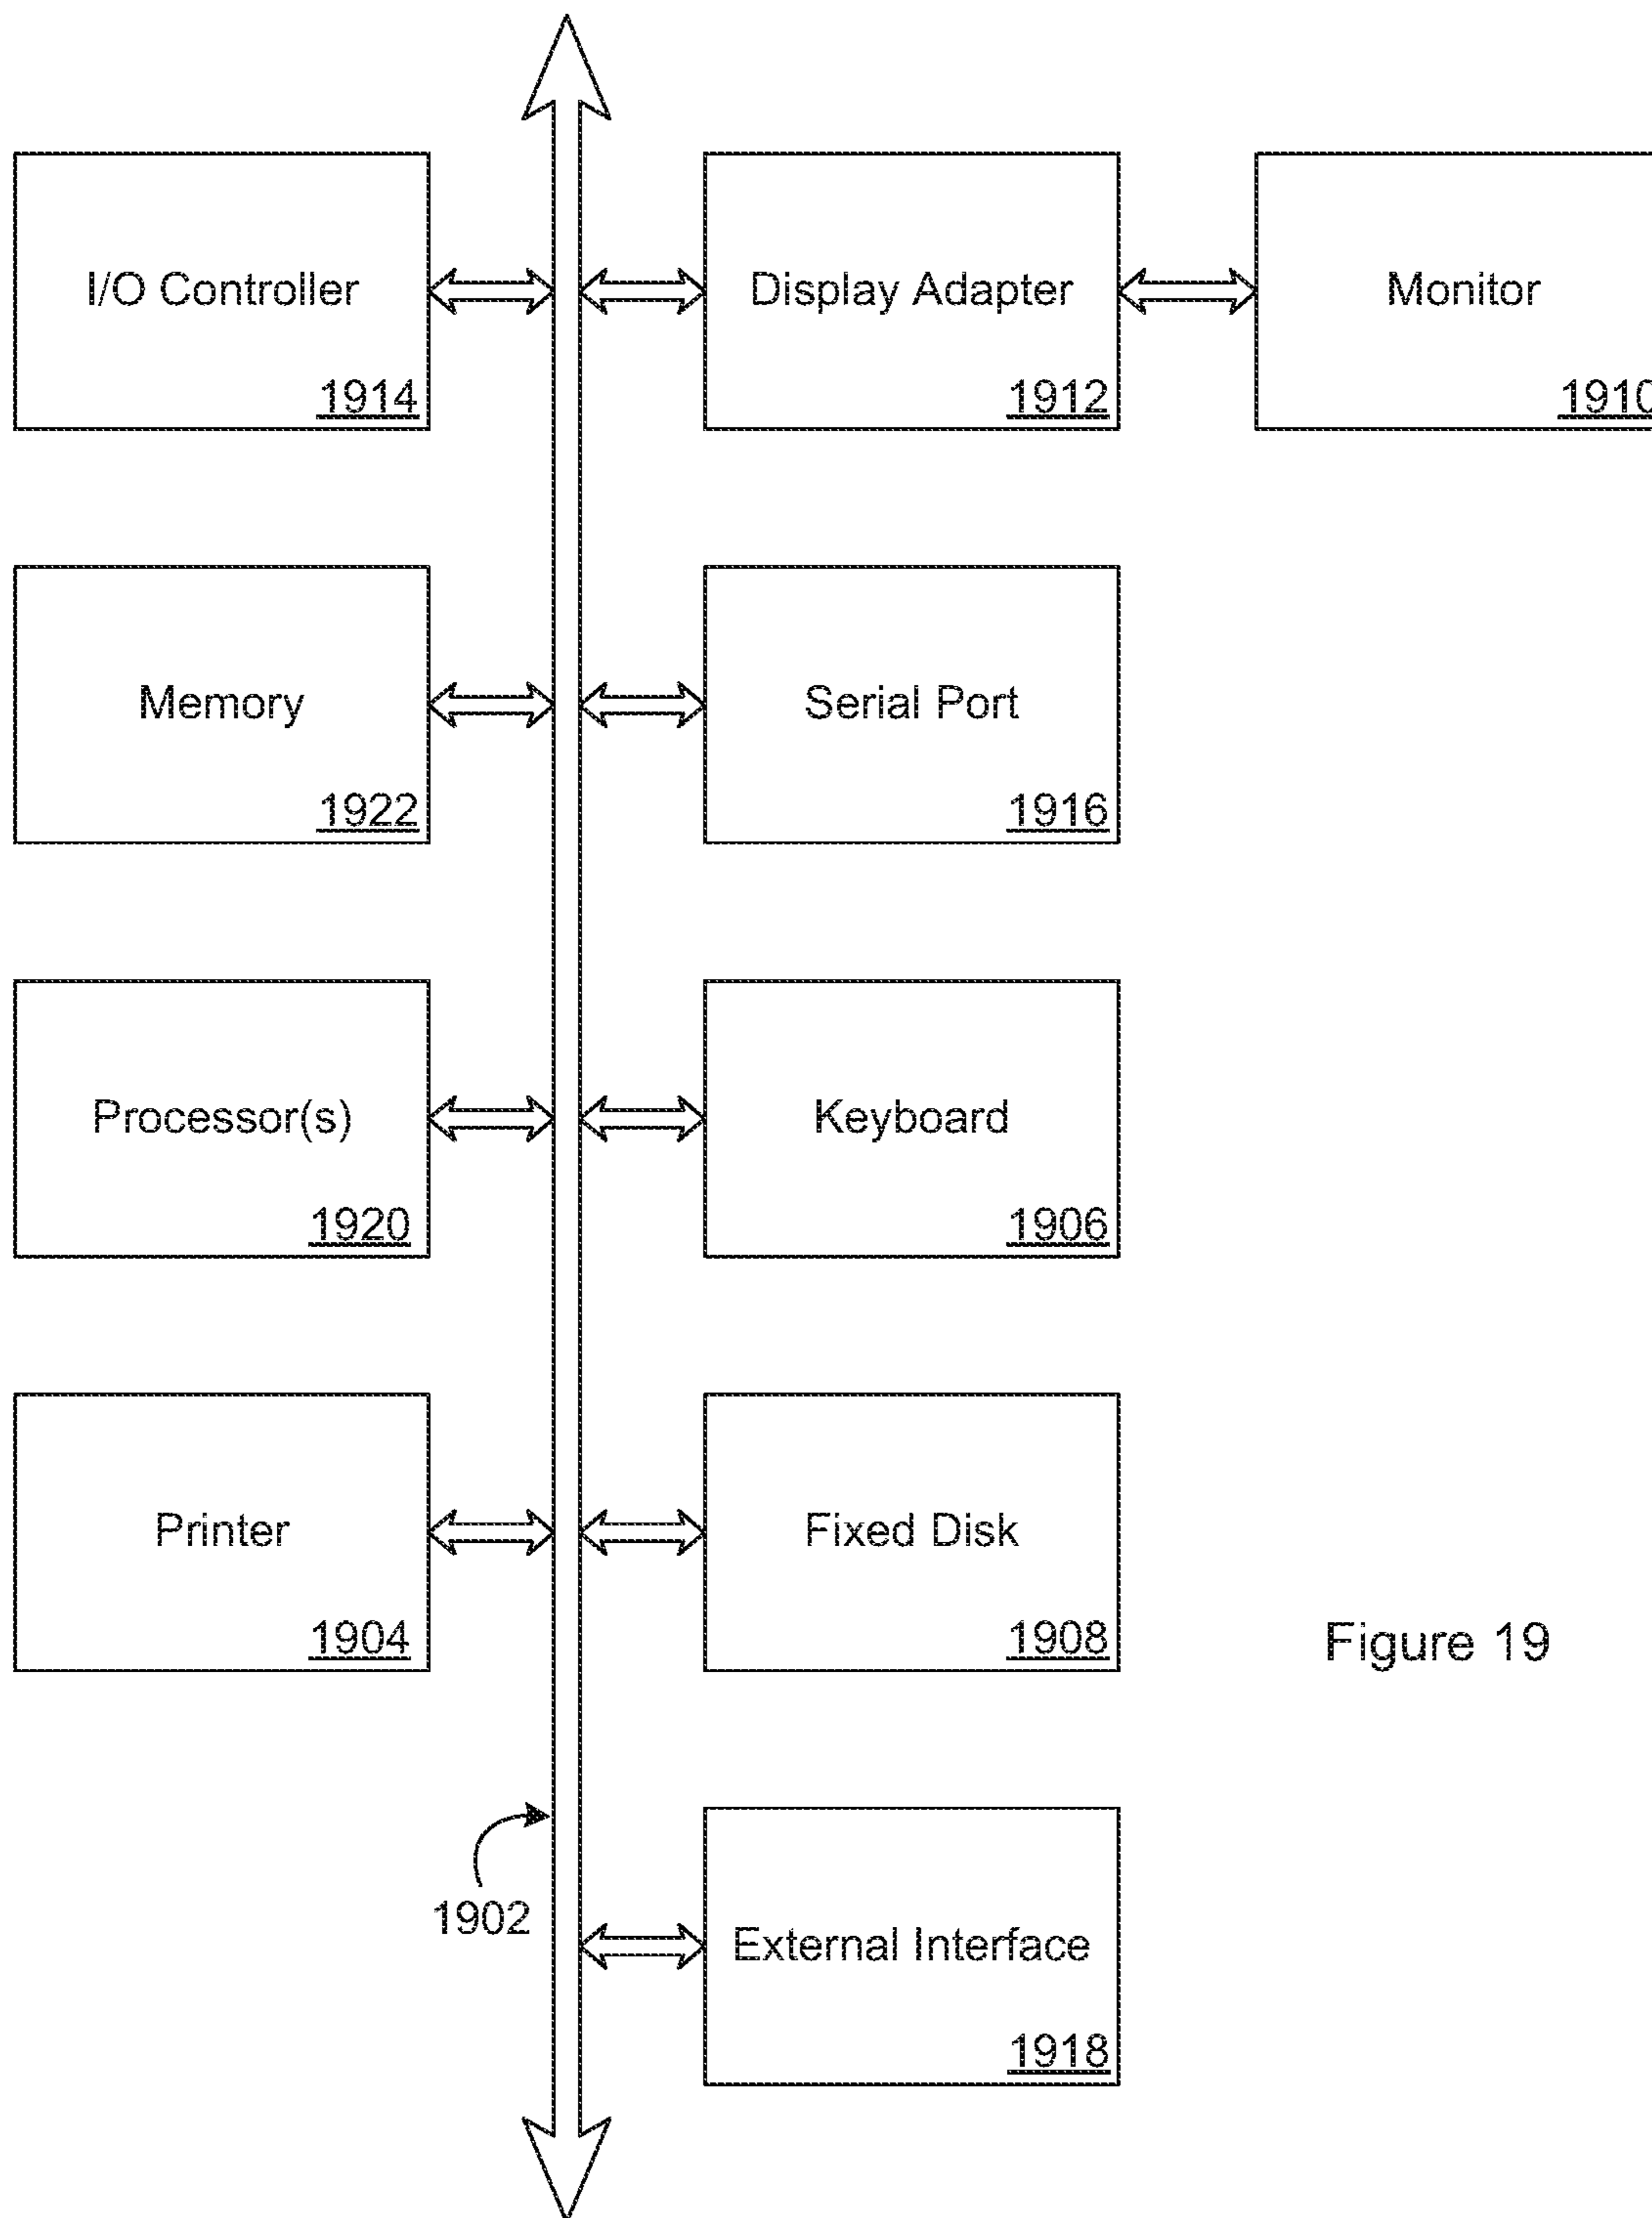 I/O Controller
1914
Display Adapter
1912
Monitor
1910
Memory
1922
Serial Port
1916
Processor(s)
1920
Keyboard
1906
Printer
1904
Fixed Disk
1908
Figure 19
1902
External Interface
1918